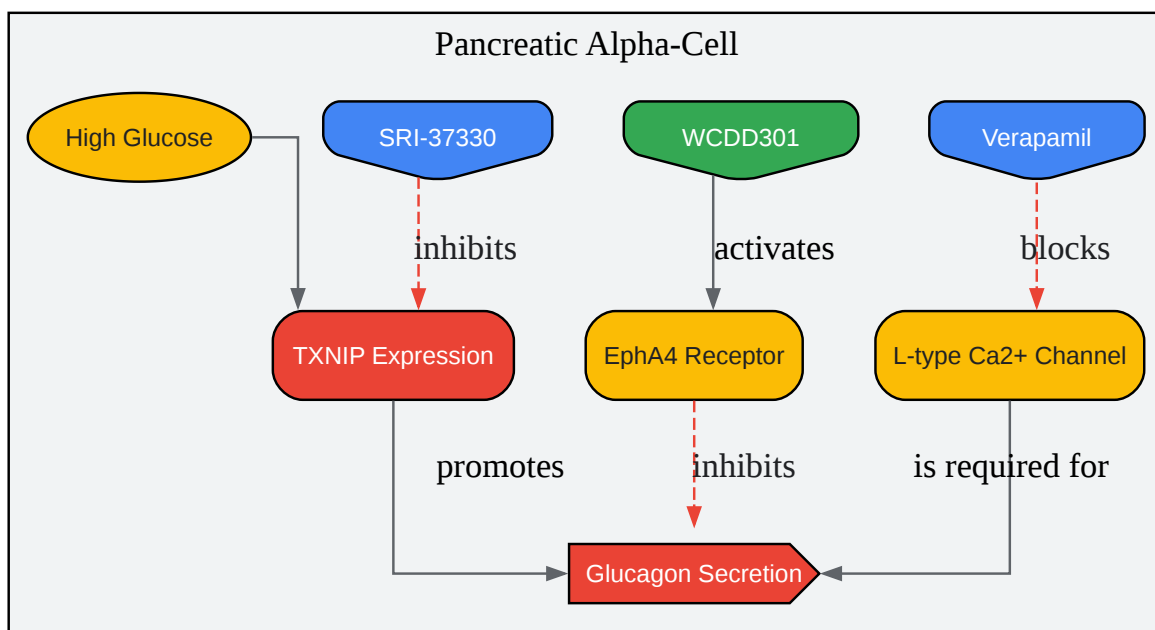 Pancreatic Alpha-Cell
High Glucose
SRI-37330
WCDD301
Verapamil
inhibits
activates
blocks
TXNIP Expression
EphA4 Receptor
L-type Ca2+ Channel
promotes
inhibits
is required for
Glucagon Secretion